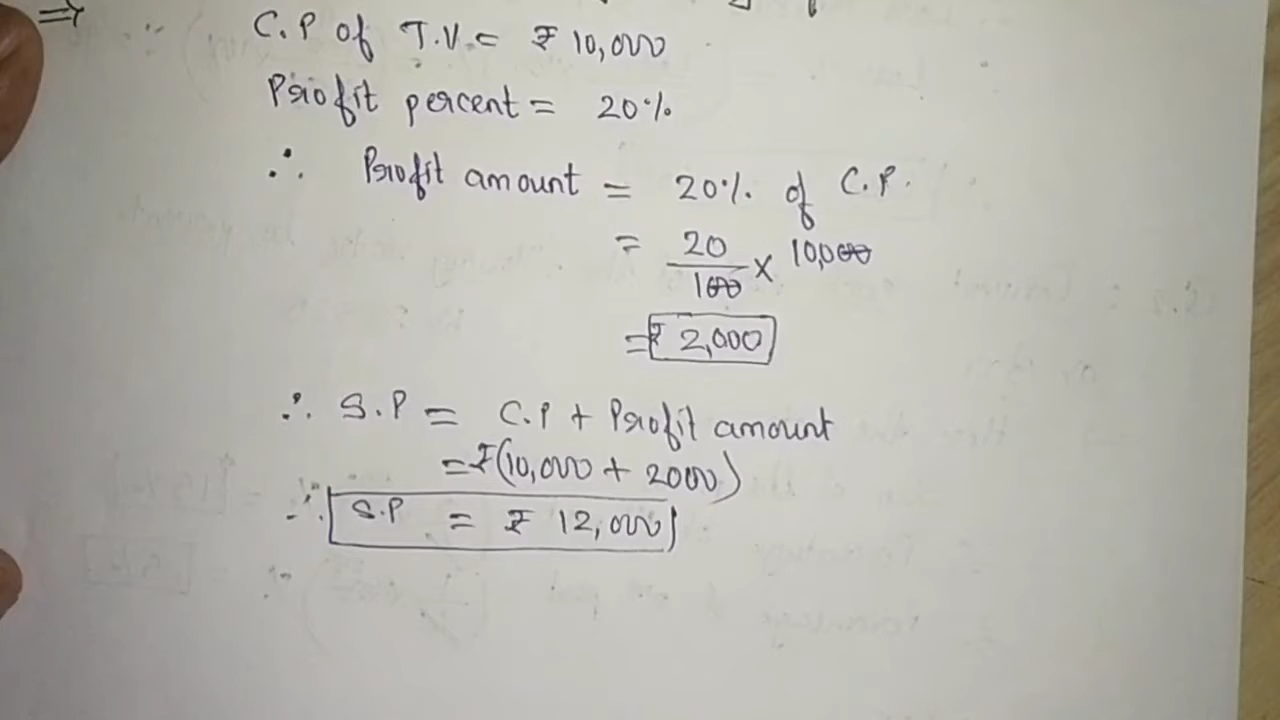 ⇒ C.P of T.V. = ₹ 10,000
Profit percent = 20%
∴ Profit amount = 20% of C.P.
= 20/100 × 10,000
= ₹ 2,000
∴ S.P = C.P + Profit amount
= ₹(10,000 + 2000)
∴ S.P = ₹ 12,000